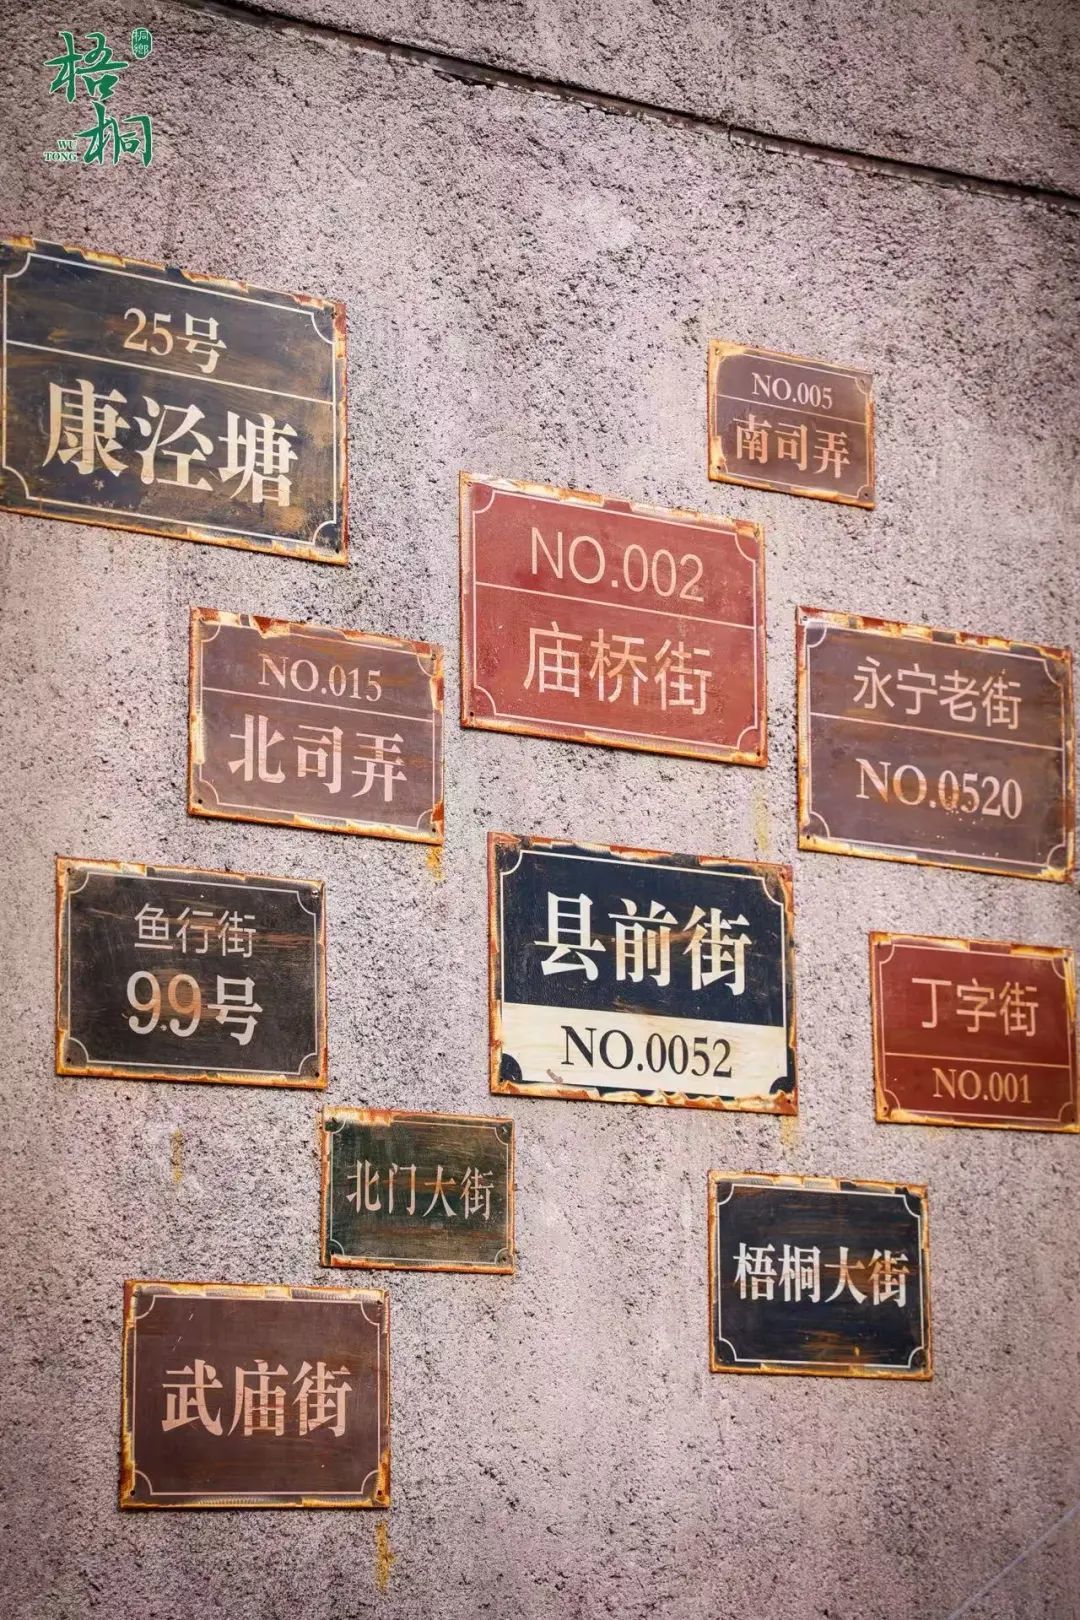 桐鄉
梧桐
WU
TONG
25号
康泾塘
NO.005
南司弄
NO.002
庙桥街
NO.015
北司弄
永宁老街
NO.0520
鱼行街
99号
县前街
NO.0052
丁字街
NO.001
北门大街
梧桐大街
武庙街